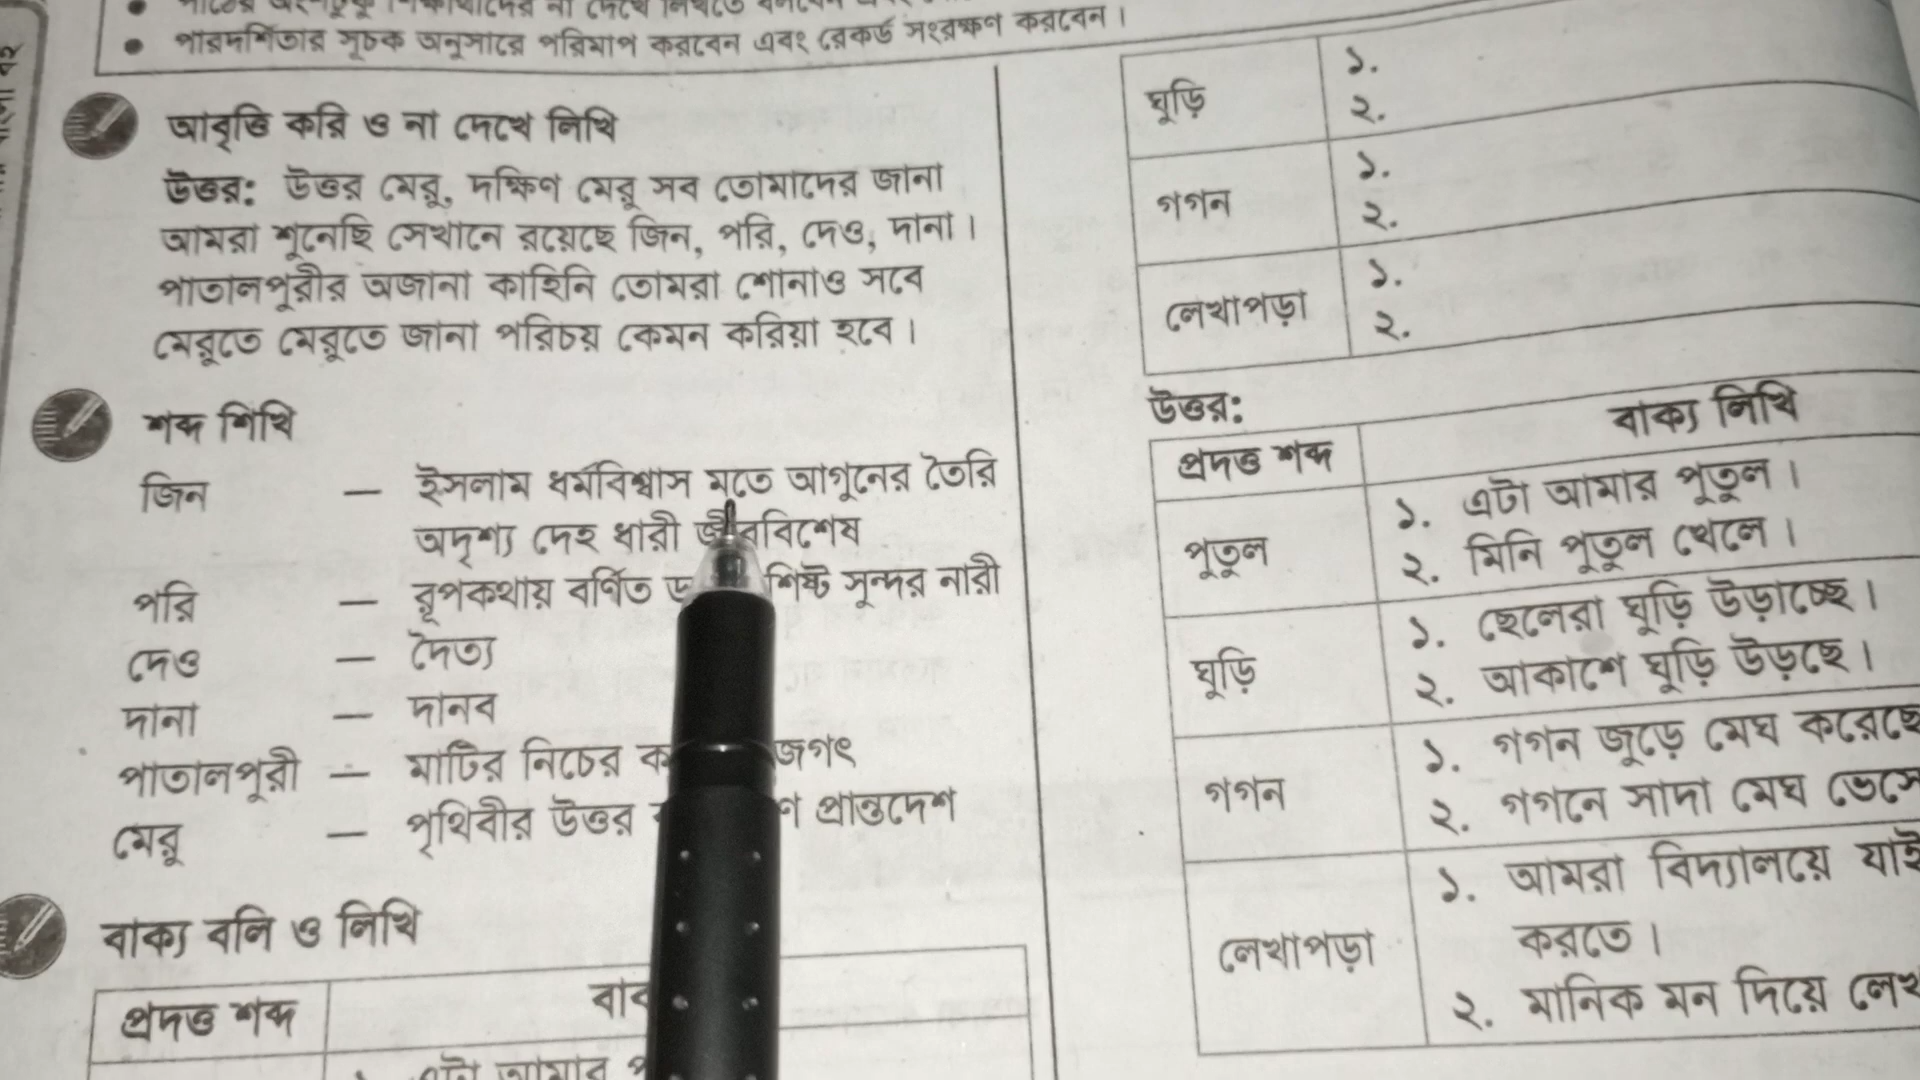 পারদর্শিতার সূচক অনুসারে পরিমাপ করবেন এবং রেকর্ড সংরক্ষণ করবেন।
আবৃত্তি করি ও না দেখে লিখি
উত্তর: উত্তর মেরু, দক্ষিণ মেরু সব তোমাদের জানা
আমরা শুনেছি সেখানে রয়েছে জিন, পরি, দেও, দানা।
পাতালপুরীর অজানা কাহিনি তোমরা শোনাও সবে
মেরুতে মেরুতে জানা পরিচয় কেমন করিয়া হবে।
শব্দ শিখি
জিন — ইসলাম ধর্মবিশ্বাস মতে আগুনের তৈরি
অদৃশ্য দেহ ধারী জীববিশেষ
পরি — রূপকথায় বর্ণিত সুন্দর নারী
দেও — দৈত্য
দানা — দানব
পাতালপুরী — মাটির নিচের জগৎ
মেরু — পৃথিবীর উত্তর প্রান্তদেশ
বাক্য বলি ও লিখি
প্রদত্ত শব্দ
এটা আমার
ঘুড়ি ১.
২.
গগন ১.
২.
লেখাপড়া ১.
২.
উত্তর:
প্রদত্ত শব্দ বাক্য লিখি
পুতুল ১. এটা আমার পুতুল।
২. মিনি পুতুল খেলে।
ঘুড়ি ১. ছেলেরা ঘুড়ি উড়াচ্ছে।
২. আকাশে ঘুড়ি উড়ছে।
গগন ১. গগন জুড়ে মেঘ করেছে
২. গগনে সাদা মেঘ
লেখাপড়া ১. আমরা বিদ্যালয়ে যাই
করতে।
২. মানিক মন দিয়ে